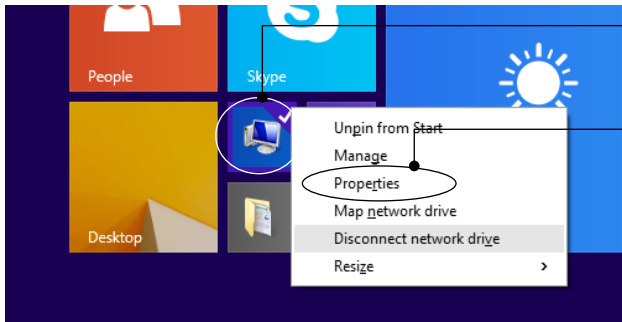 People
Skype
Desktop
Unpin from Start
Manage
Properties
Map network drive
Disconnect network drive
Resize